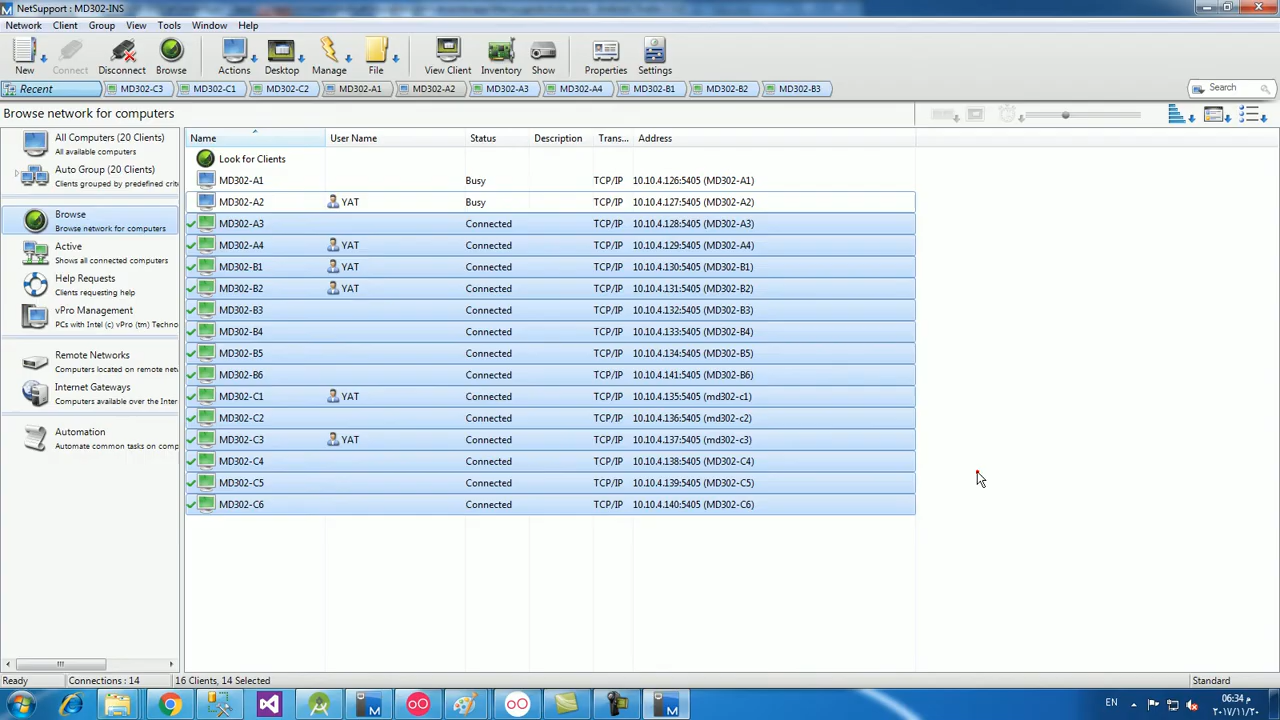 NetSupport : MD302-INS
Network Client Group View Tools Window Help
New Connect Disconnect Browse Actions Desktop Manage File View Client Inventory Show Properties Settings
Recent MD302-C3 MD302-C1 MD302-C2 MD302-A1 MD302-A2 MD302-A3 MD302-A4 MD302-B1 MD302-B2 MD302-B3 Search
Browse network for computers
All Computers (20 Clients)
All available computers
Auto Group (20 Clients)
Clients grouped by predefined crite
Browse
Browse network for computers
Active
Shows all connected computers
Help Requests
Clients requesting help
vPro Management
PCs with Intel (c) vPro (tm) Techno
Remote Networks
Computers located on remote net
Internet Gateways
Computers available over the Inter
Automation
Automate common tasks on comp
Name User Name Status Description Trans... Address
Look for Clients
MD302-A1 Busy TCP/IP 10.10.4.126:5405 (MD302-A1)
MD302-A2 YAT Busy TCP/IP 10.10.4.127:5405 (MD302-A2)
MD302-A3 Connected TCP/IP 10.10.4.128:5405 (MD302-A3)
MD302-A4 YAT Connected TCP/IP 10.10.4.129:5405 (MD302-A4)
MD302-B1 YAT Connected TCP/IP 10.10.4.130:5405 (MD302-B1)
MD302-B2 YAT Connected TCP/IP 10.10.4.131:5405 (MD302-B2)
MD302-B3 Connected TCP/IP 10.10.4.132:5405 (MD302-B3)
MD302-B4 Connected TCP/IP 10.10.4.133:5405 (MD302-B4)
MD302-B5 Connected TCP/IP 10.10.4.134:5405 (MD302-B5)
MD302-B6 Connected TCP/IP 10.10.4.141:5405 (MD302-B6)
MD302-C1 YAT Connected TCP/IP 10.10.4.135:5405 (md302-c1)
MD302-C2 Connected TCP/IP 10.10.4.136:5405 (md302-c2)
MD302-C3 YAT Connected TCP/IP 10.10.4.137:5405 (md302-c3)
MD302-C4 Connected TCP/IP 10.10.4.138:5405 (MD302-C4)
MD302-C5 Connected TCP/IP 10.10.4.139:5405 (MD302-C5)
MD302-C6 Connected TCP/IP 10.10.4.140:5405 (MD302-C6)
Ready Connections : 14 16 Clients, 14 Selected Standard
EN 06:34 م
٢٠١٧/١١/٢٠